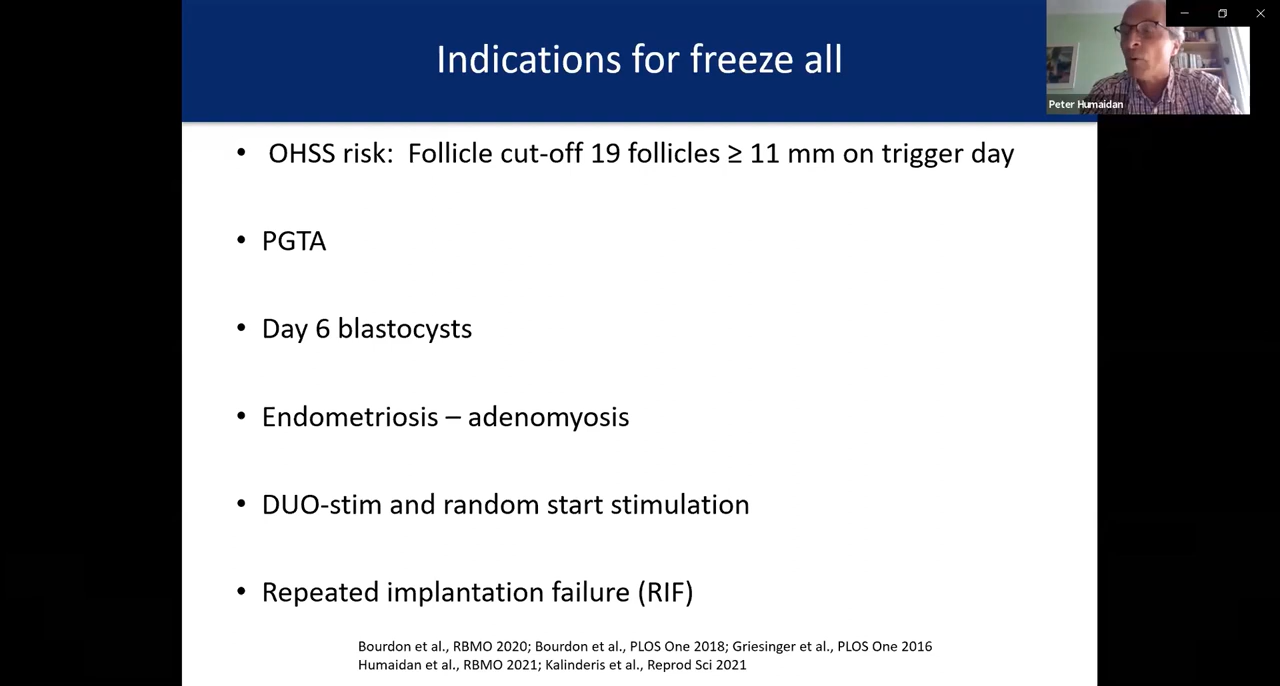 Indications for freeze all
Peter Humaidan
• OHSS risk: Follicle cut-off 19 follicles ≥ 11 mm on trigger day
• PGTA
• Day 6 blastocysts
• Endometriosis – adenomyosis
• DUO-stim and random start stimulation
• Repeated implantation failure (RIF)
Bourdon et al., RBMO 2020; Bourdon et al., PLOS One 2018; Griesinger et al., PLOS One 2016
Humaidan et al., RBMO 2021; Kalinderis et al., Reprod Sci 2021